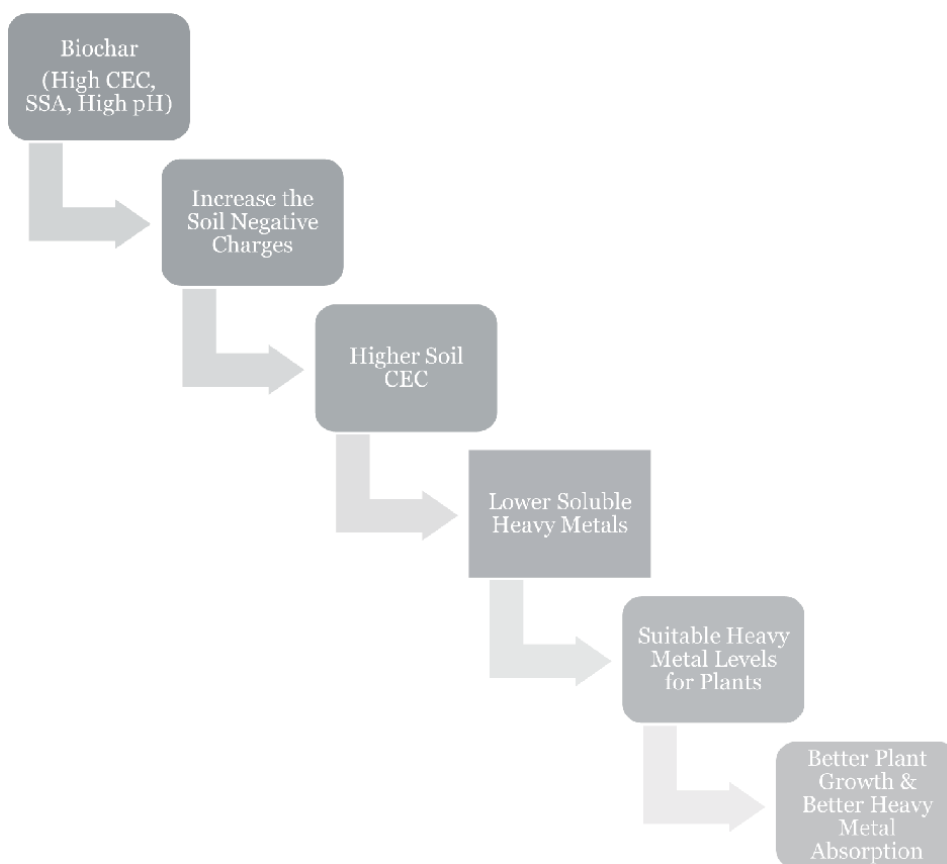 Biochar
(High CEC,
SSA, High pH)
Increase the
Soil Negative
Charges
Higher Soil
CEC
Lower Soluble
Heavy Metals
Suitable Heavy
Metal Levels
for Plants
Better Plant
Growth &
Better Heavy
Metal
Absorption